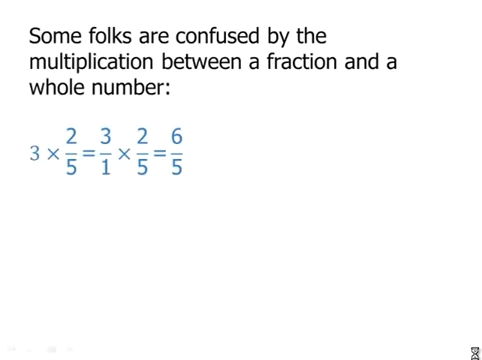 Some folks are confused by the
multiplication between a fraction and a
whole number:
3 × 2/5 = 3/1 × 2/5 = 6/5